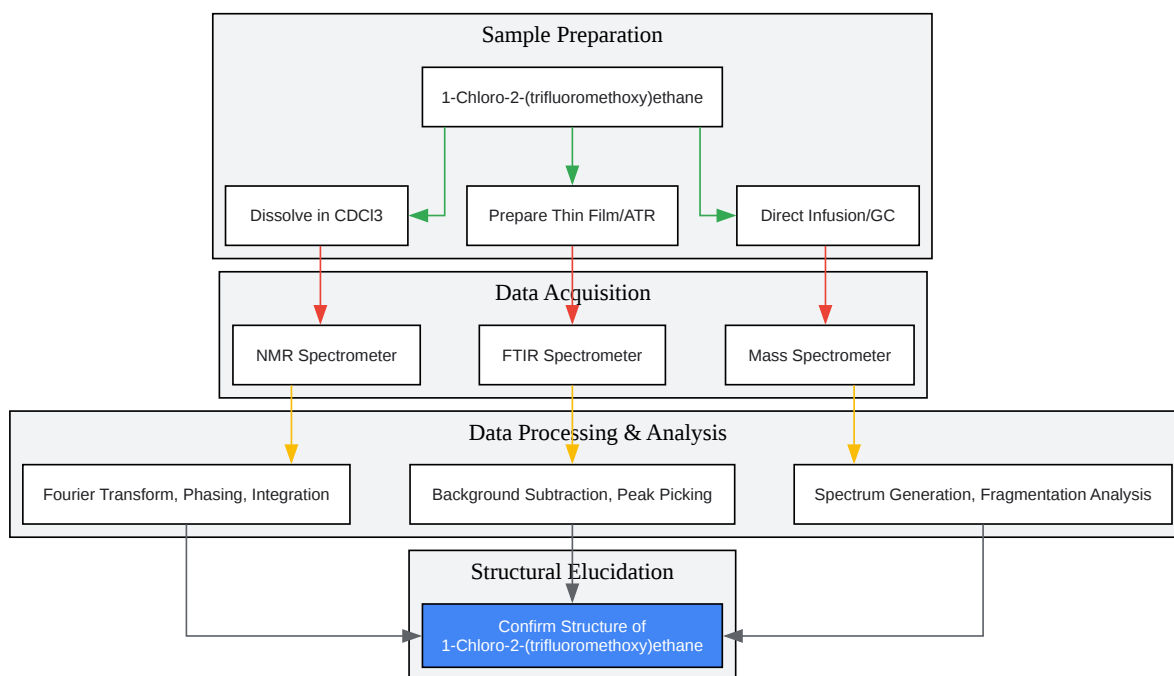 Sample Preparation
1-Chloro-2-(trifluoromethoxy)ethane
Dissolve in CDCl3
Prepare Thin Film/ATR
Direct Infusion/GC
Data Acquisition
NMR Spectrometer
FTIR Spectrometer
Mass Spectrometer
Data Processing & Analysis
Fourier Transform, Phasing, Integration
Background Subtraction, Peak Picking
Spectrum Generation, Fragmentation Analysis
Structural Elucidation
Confirm Structure of
1-Chloro-2-(trifluoromethoxy)ethane